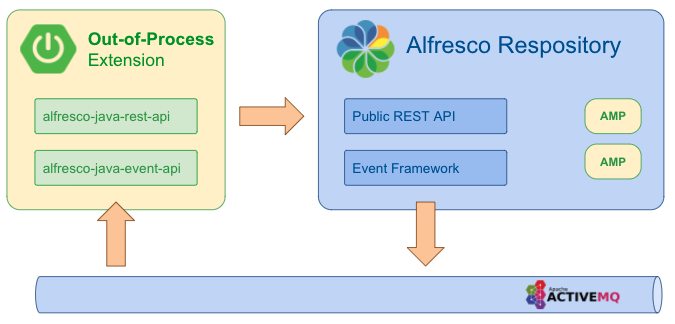 Out-of-Process
Extension
alfresco-java-rest-api
alfresco-java-event-api
Alfresco Respository
Public REST API
AMP
Event Framework
AMP
Apache
ACTIVEMQ